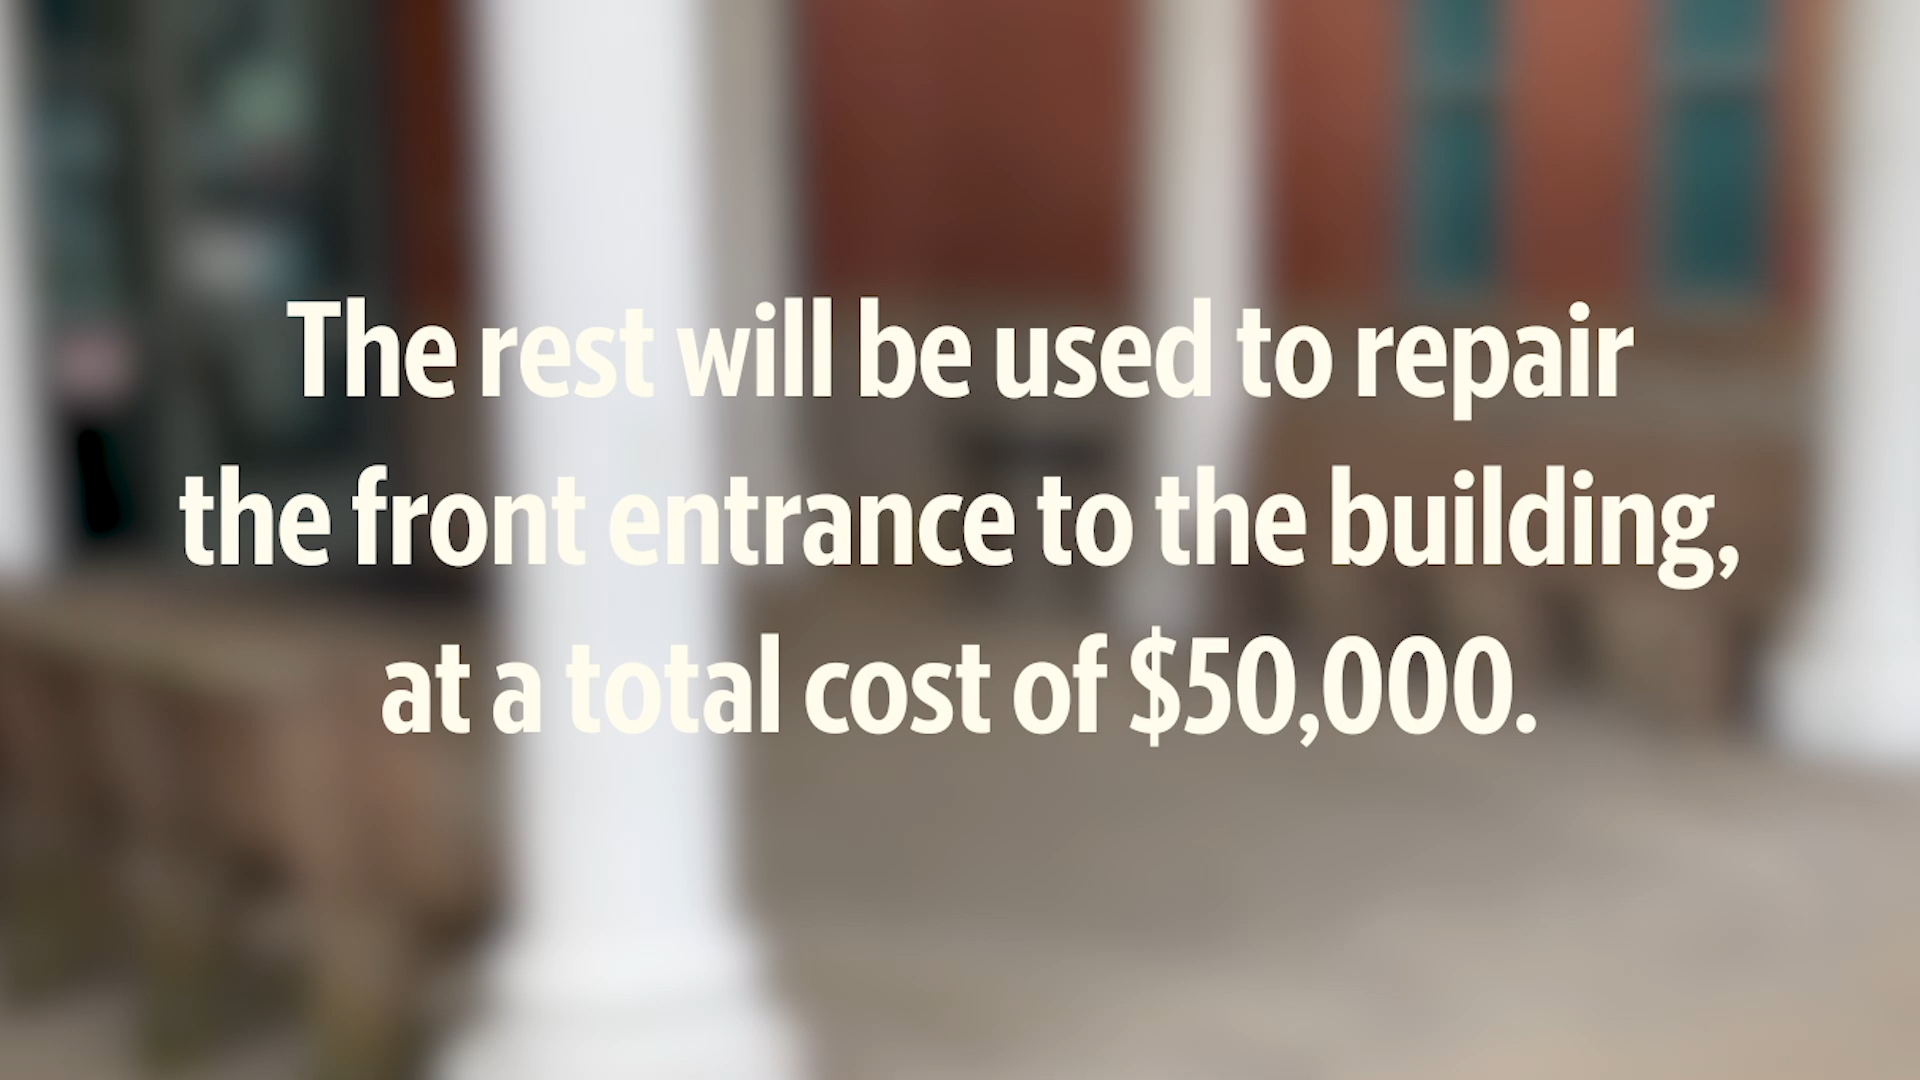 The rest will be used to repair
the front entrance to the building,
at a total cost of $50,000.